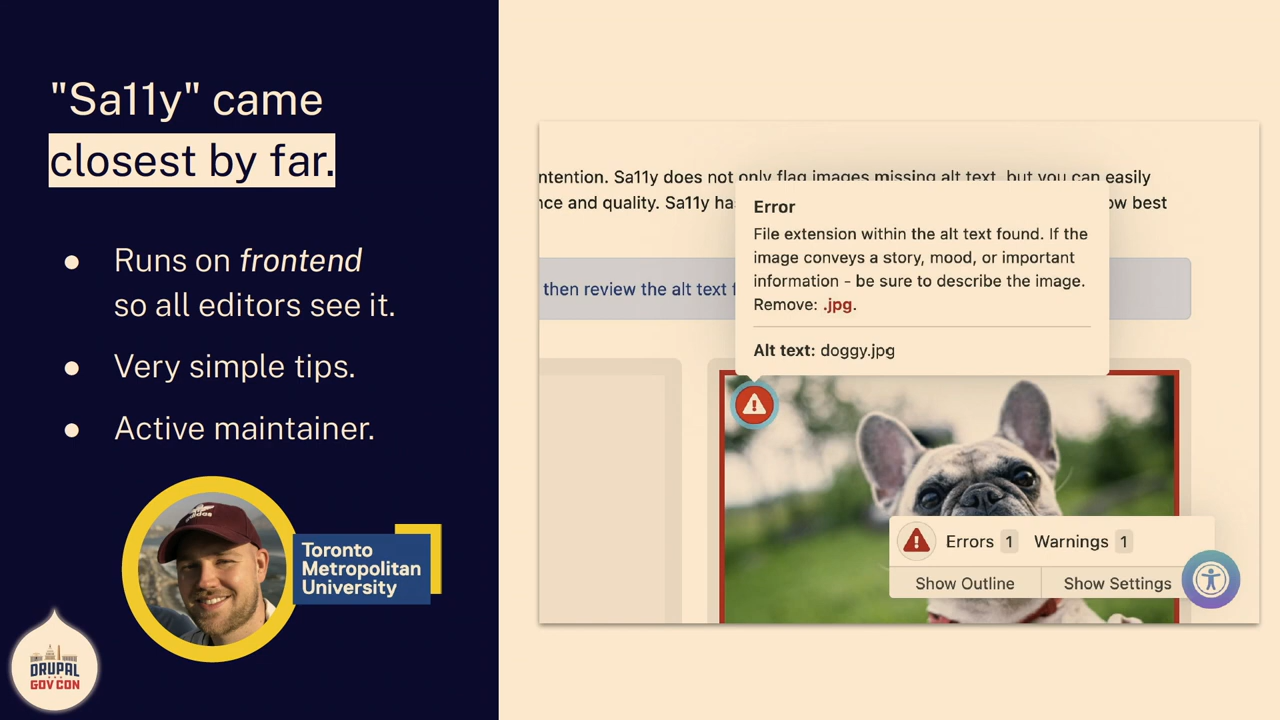 "Sa11y" came
closest by far.
● Runs on frontend
so all editors see it.
● Very simple tips.
● Active maintainer.
adidas
Toronto
Metropolitan
University
DRUPAL
GOV CON
ntention. Sa11y does not only flag images missing alt text, but you can easily
nce and quality. Sa11y ha
ow best
then review the alt text f
Error
File extension within the alt text found. If the
image conveys a story, mood, or important
information - be sure to describe the image.
Remove: .jpg.
Alt text: doggy.jpg
Errors 1 Warnings 1
Show Outline Show Settings